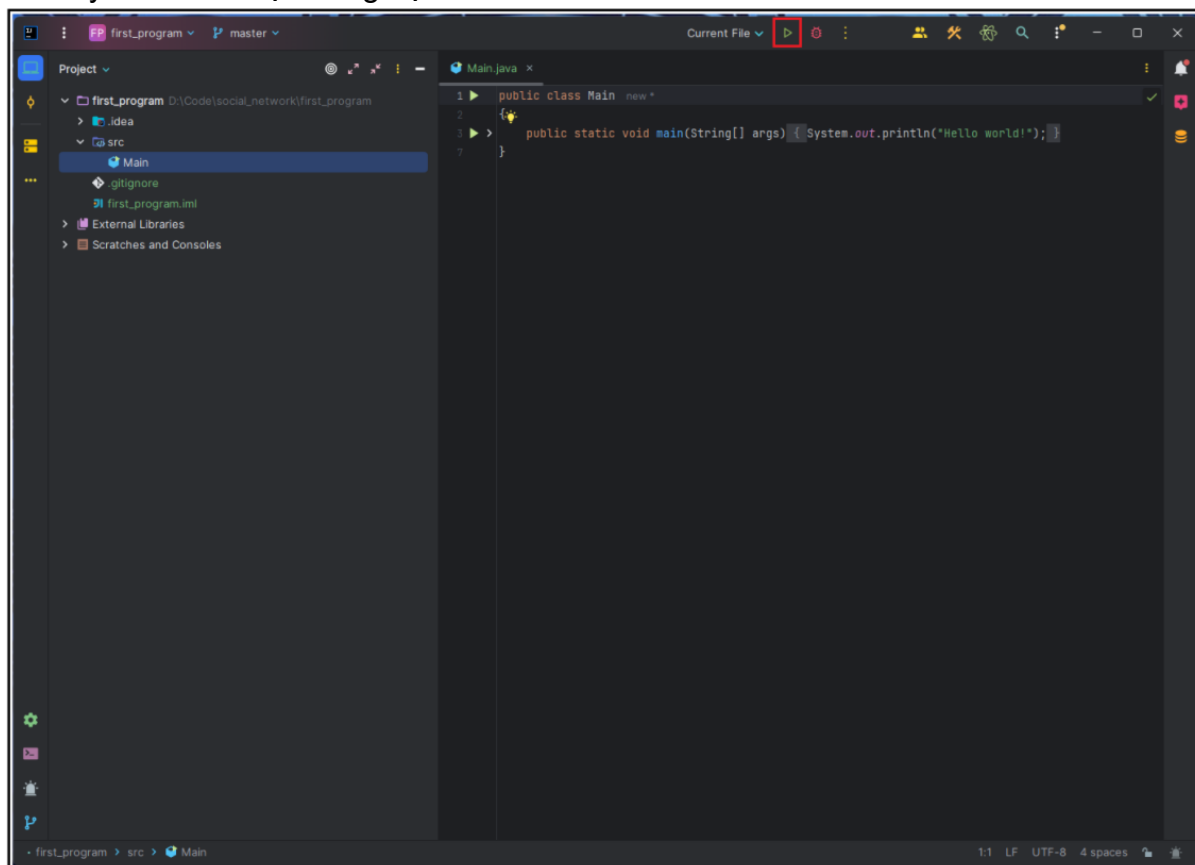 FP first_program master Current File
Project
Main.java
first_program D:\Code\social_network\first_program
.idea
src
Main
.gitignore
first_program.iml
External Libraries
Scratches and Consoles
1 public class Main new *
2 {
3 public static void main(String[] args) { System.out.println("Hello world!"); }
7 }
first_program > src > Main
1:1 LF UTF-8 4 spaces